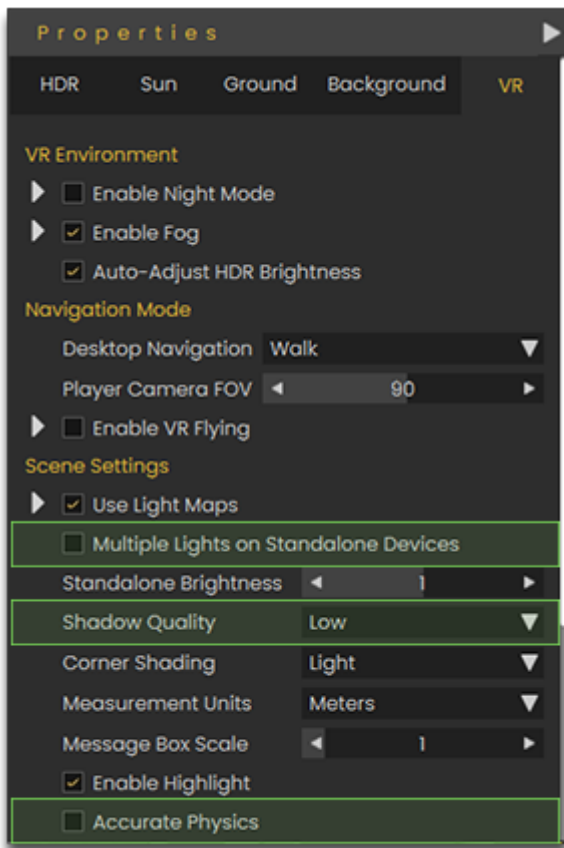 Properties
HDR Sun Ground Background VR
VR Environment
Enable Night Mode
Enable Fog
Auto-Adjust HDR Brightness
Navigation Mode
Desktop Navigation Walk
Player Camera FOV 90
Enable VR Flying
Scene Settings
Use Light Maps
Multiple Lights on Standalone Devices
Standalone Brightness 1
Shadow Quality Low
Corner Shading Light
Measurement Units Meters
Message Box Scale 1
Enable Highlight
Accurate Physics